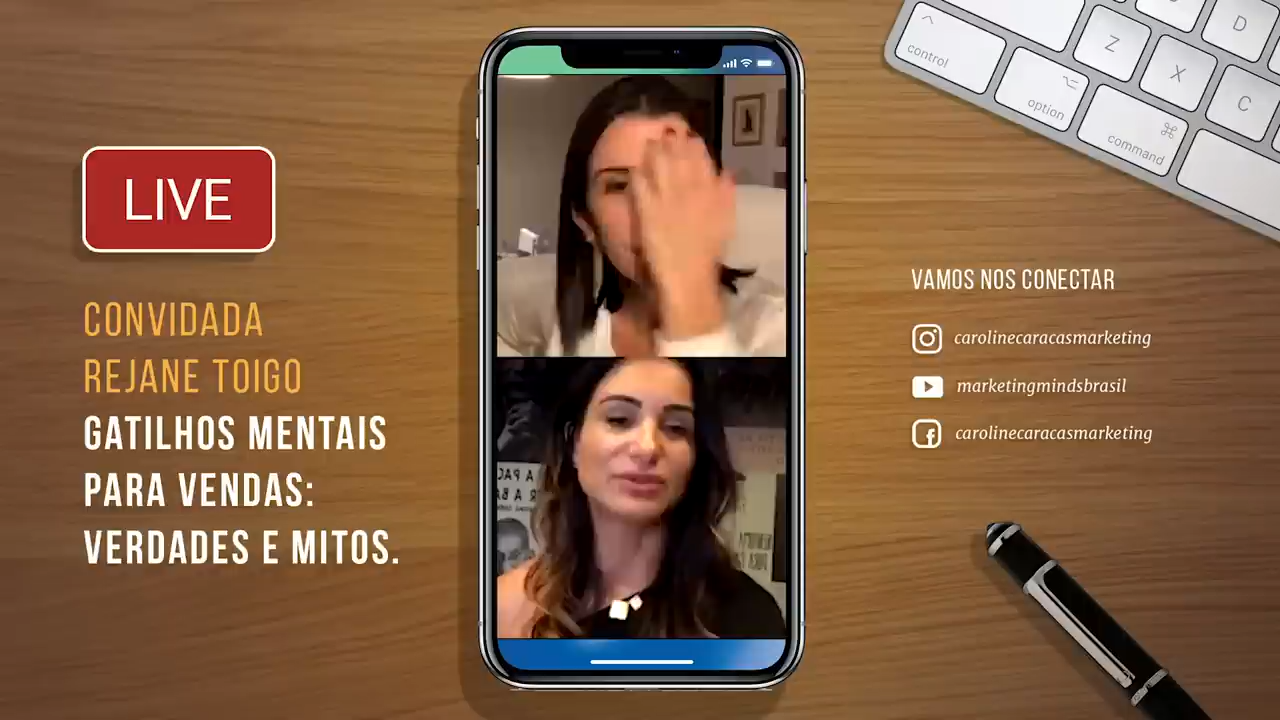 LIVE
CONVIDADA
REJANE TOIGO
GATILHOS MENTAIS
PARA VENDAS:
VERDADES E MITOS.
VAMOS NOS CONECTAR
carolinecaracasmarketing
marketingmindsbrasil
carolinecaracasmarketing
control
option
command
Z
X
C
D